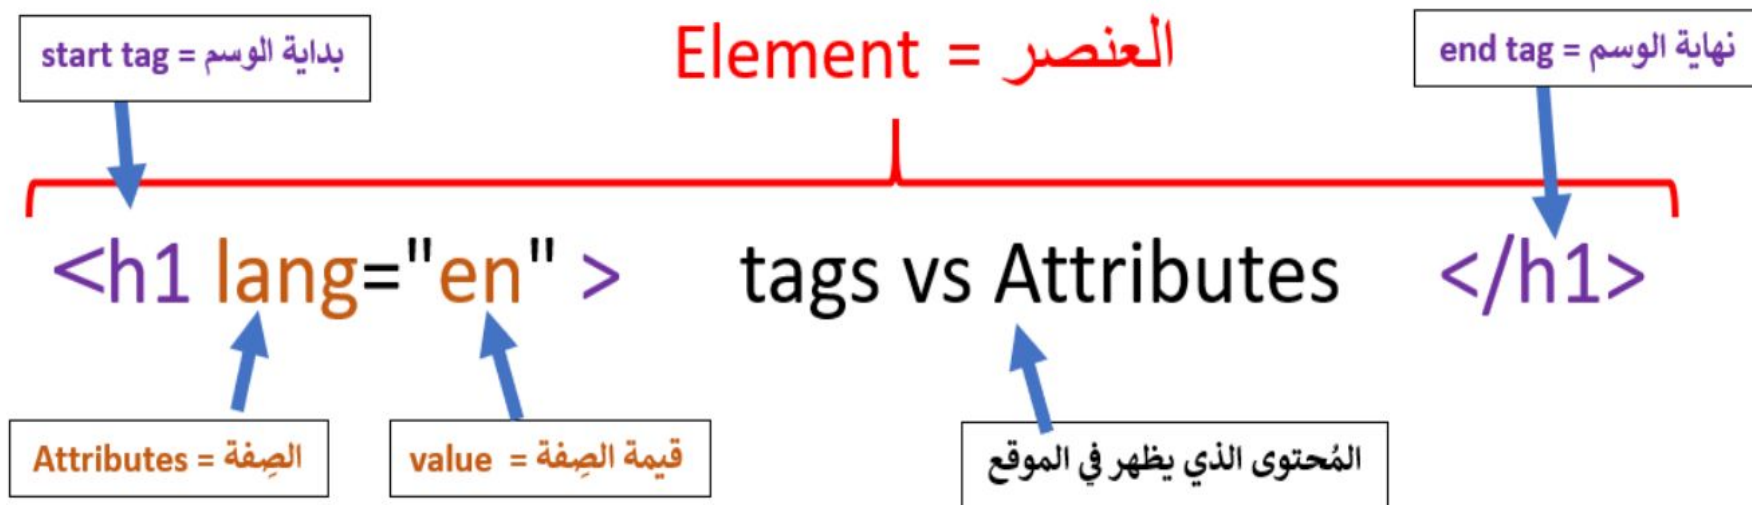 start tag = بداية الوسم
Element = العنصر
end tag = نهاية الوسم
<h1 lang="en" > tags vs Attributes </h1>
Attributes = الصِفة
value = قيمة الصِفة
المُحتوى الذي يظهر في الموقع